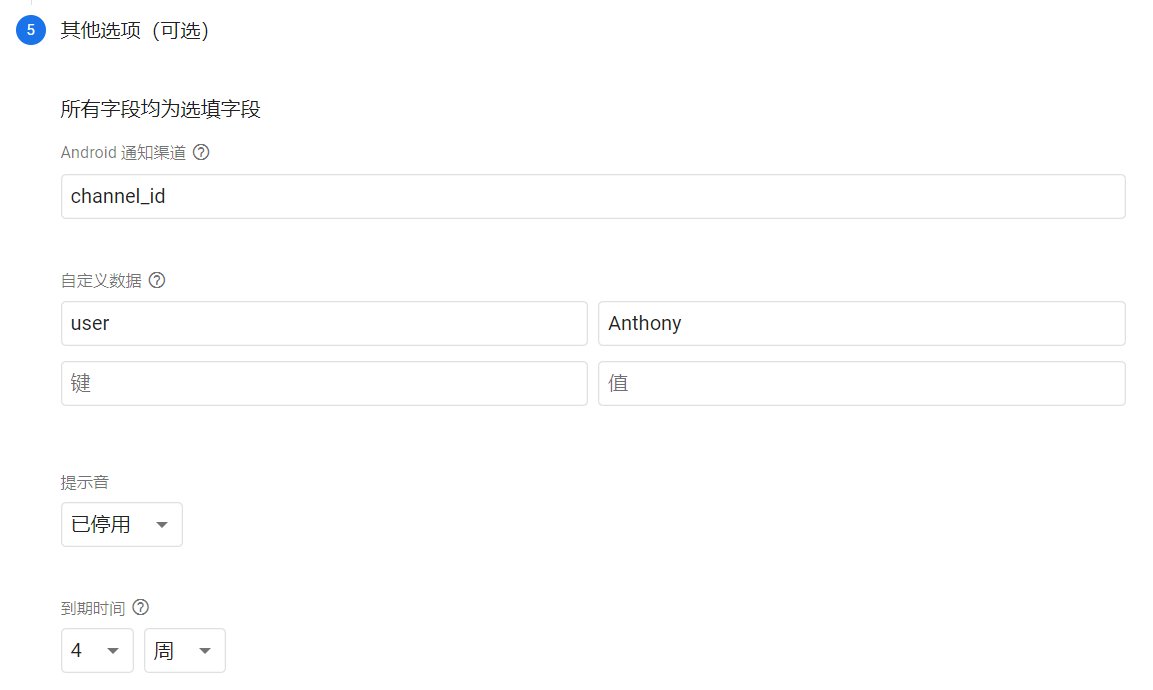 5 其他选项（可选）
所有字段均为选填字段
Android 通知渠道 ?
channel_id
自定义数据 ?
user Anthony
键 值
提示音
已停用
到期时间 ?
4 周